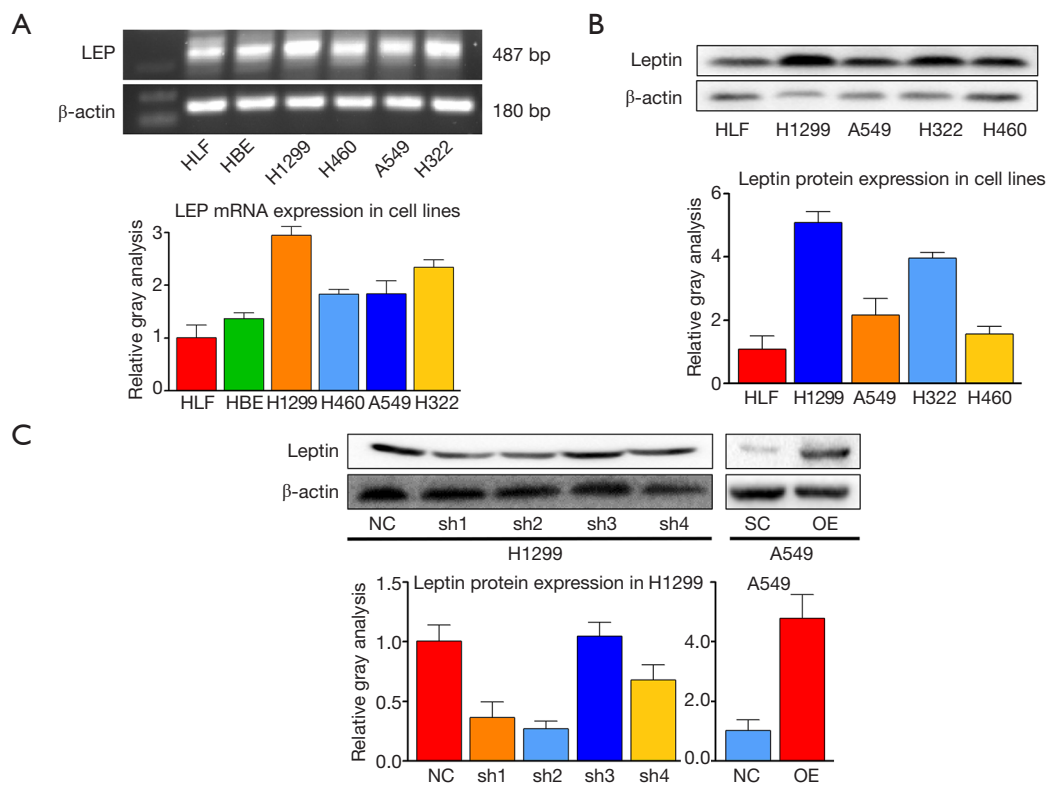 A
LEP
487 bp
β-actin
180 bp
HLF HBE H1299 H460 A549 H322
LEP mRNA expression in cell lines
Relative gray analysis
3
2
1
0
HLF HBE H1299 H460 A549 H322
B
Leptin
β-actin
HLF H1299 A549 H322 H460
Leptin protein expression in cell lines
Relative gray analysis
6
4
2
0
HLF H1299 A549 H322 H460
C
Leptin
β-actin
NC sh1 sh2 sh3 sh4 SC OE
H1299 A549
Leptin protein expression in H1299
Relative gray analysis
1.5
1.0
0.5
0.0
NC sh1 sh2 sh3 sh4
A549
4.0
2.0
0.0
NC OE